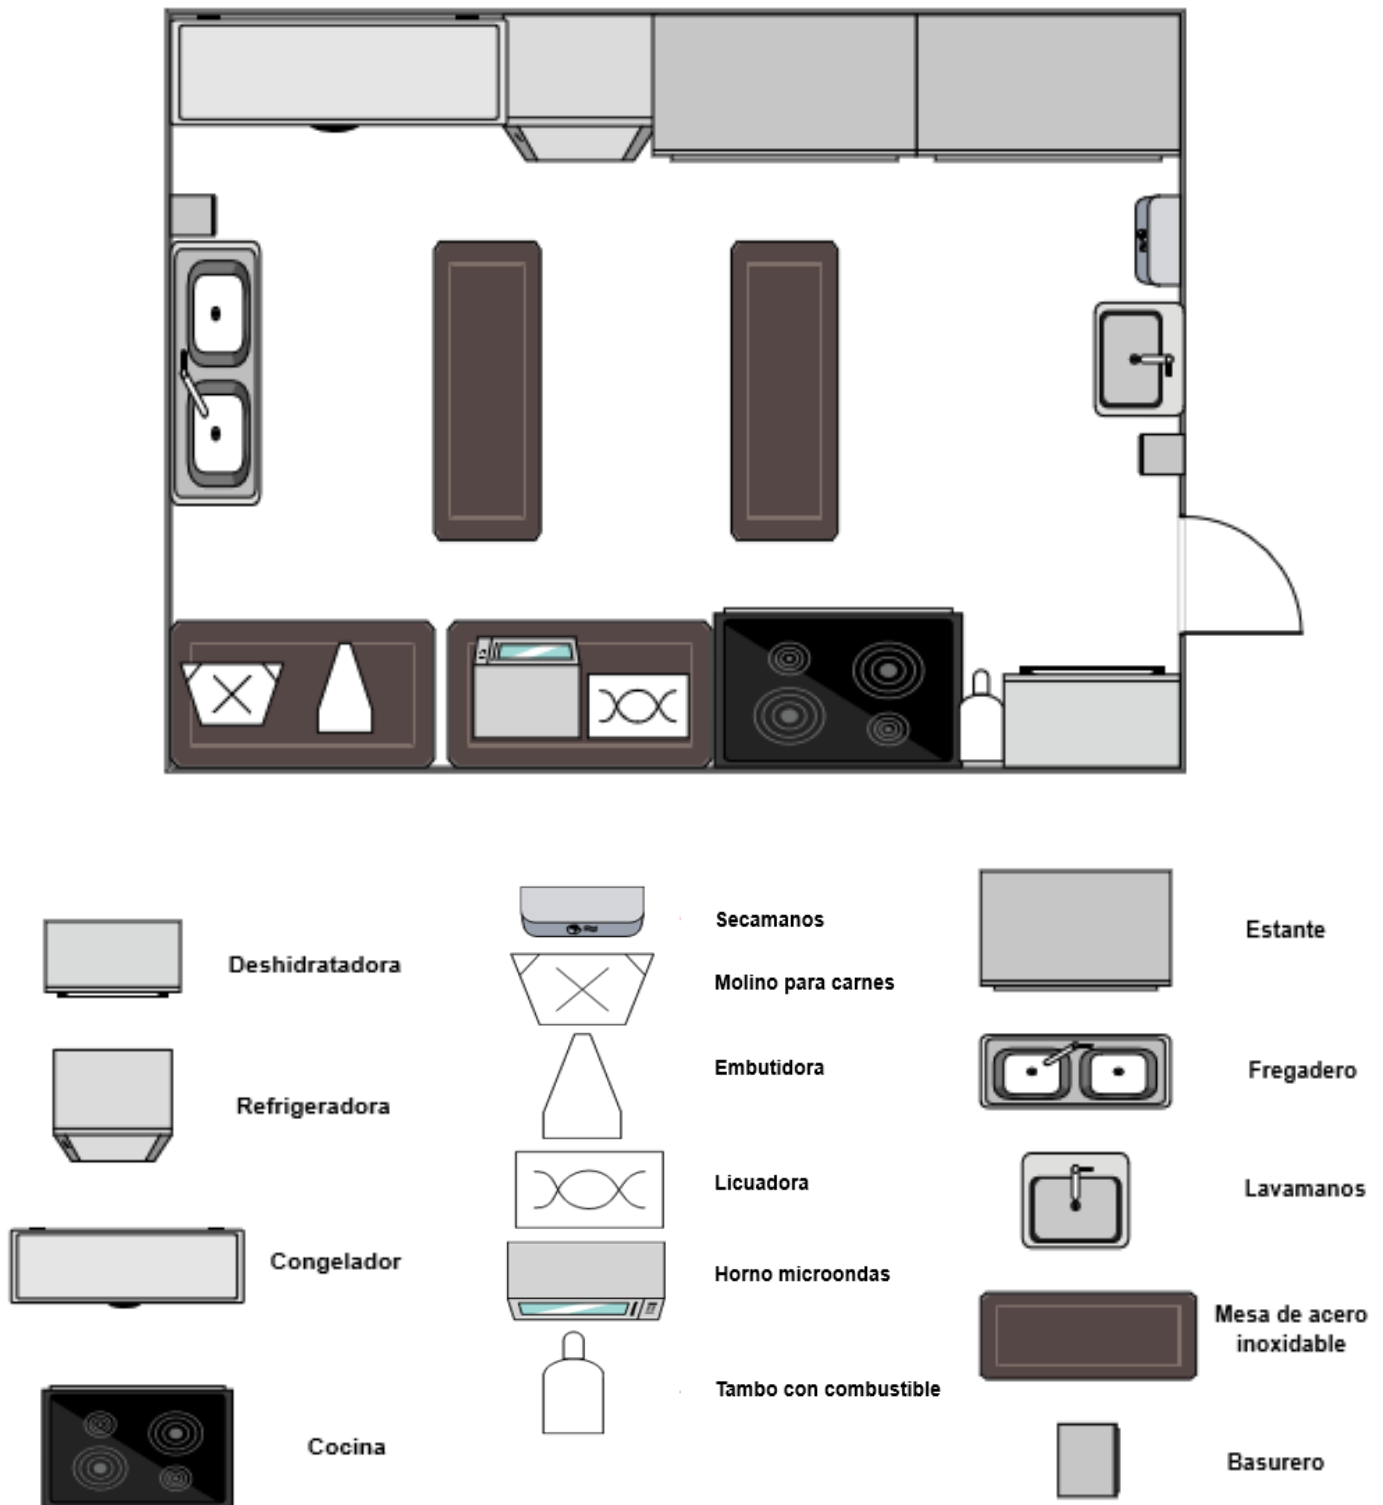 Deshidratadora
Refrigeradora
Congelador
Cocina
Secamanos
Molino para carnes
Embutidora
Licuadora
Horno microondas
Tambo con combustible
Estante
Fregadero
Lavamanos
Mesa de acero
inoxidable
Basurero